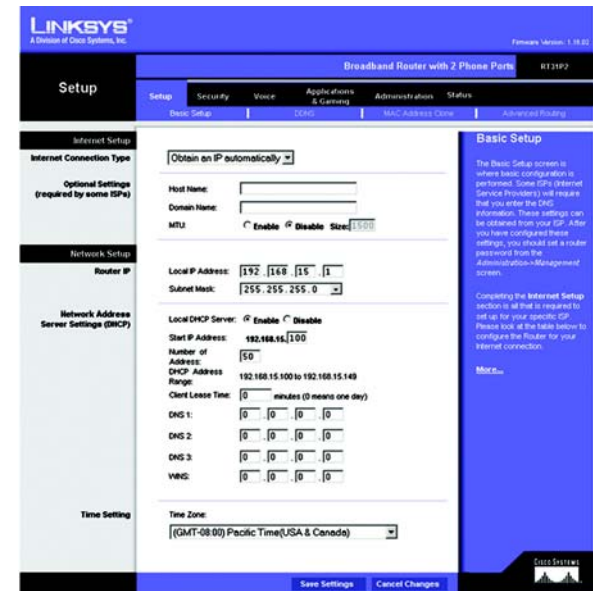 LINKSYS®
A Division of Cisco Systems, Inc.
Firmware Version: 1.18.02
Broadband Router with 2 Phone Ports
RT31P2
Setup
Setup
Security
Voice
Applications & Gaming
Administration
Status
Basic Setup
DDNS
MAC Address Clone
Advanced Routing
Internet Setup
Internet Connection Type
Obtain an IP automatically
Optional Settings
(required by some ISPs)
Host Name:
Domain Name:
MTU:
Enable
Disable
Size:
1500
Network Setup
Router IP
Local IP Address:
192 . 168 . 15 . 1
Subnet Mask:
255.255.255.0
Network Address
Server Settings (DHCP)
Local DHCP Server:
Enable
Disable
Start IP Address:
192.168.15. 100
Number of
Address:
50
DHCP Address
Range:
192.168.15.100 to 192.168.15.149
Client Lease Time:
0 minutes (0 means one day)
DNS 1:
0 . 0 . 0 . 0
DNS 2:
0 . 0 . 0 . 0
DNS 3:
0 . 0 . 0 . 0
WINS:
0 . 0 . 0 . 0
Time Setting
Time Zone:
(GMT-08:00) Pacific Time(USA & Canada)
Save Settings
Cancel Changes
Basic Setup
The Basic Setup screen is
where basic configuration is
performed. Some ISPs (Internet
Service Providers) will require
that you enter the DNS
information. These settings can
be obtained from your ISP. After
you have configured these
settings, you should set a router
password from the
Administration->Management
screen.
Completing the Internet Setup
section is all that is required to
set up for your specific ISP.
Please look at the table below to
configure the Router for your
Internet connection.
More...
CISCO SYSTEMS